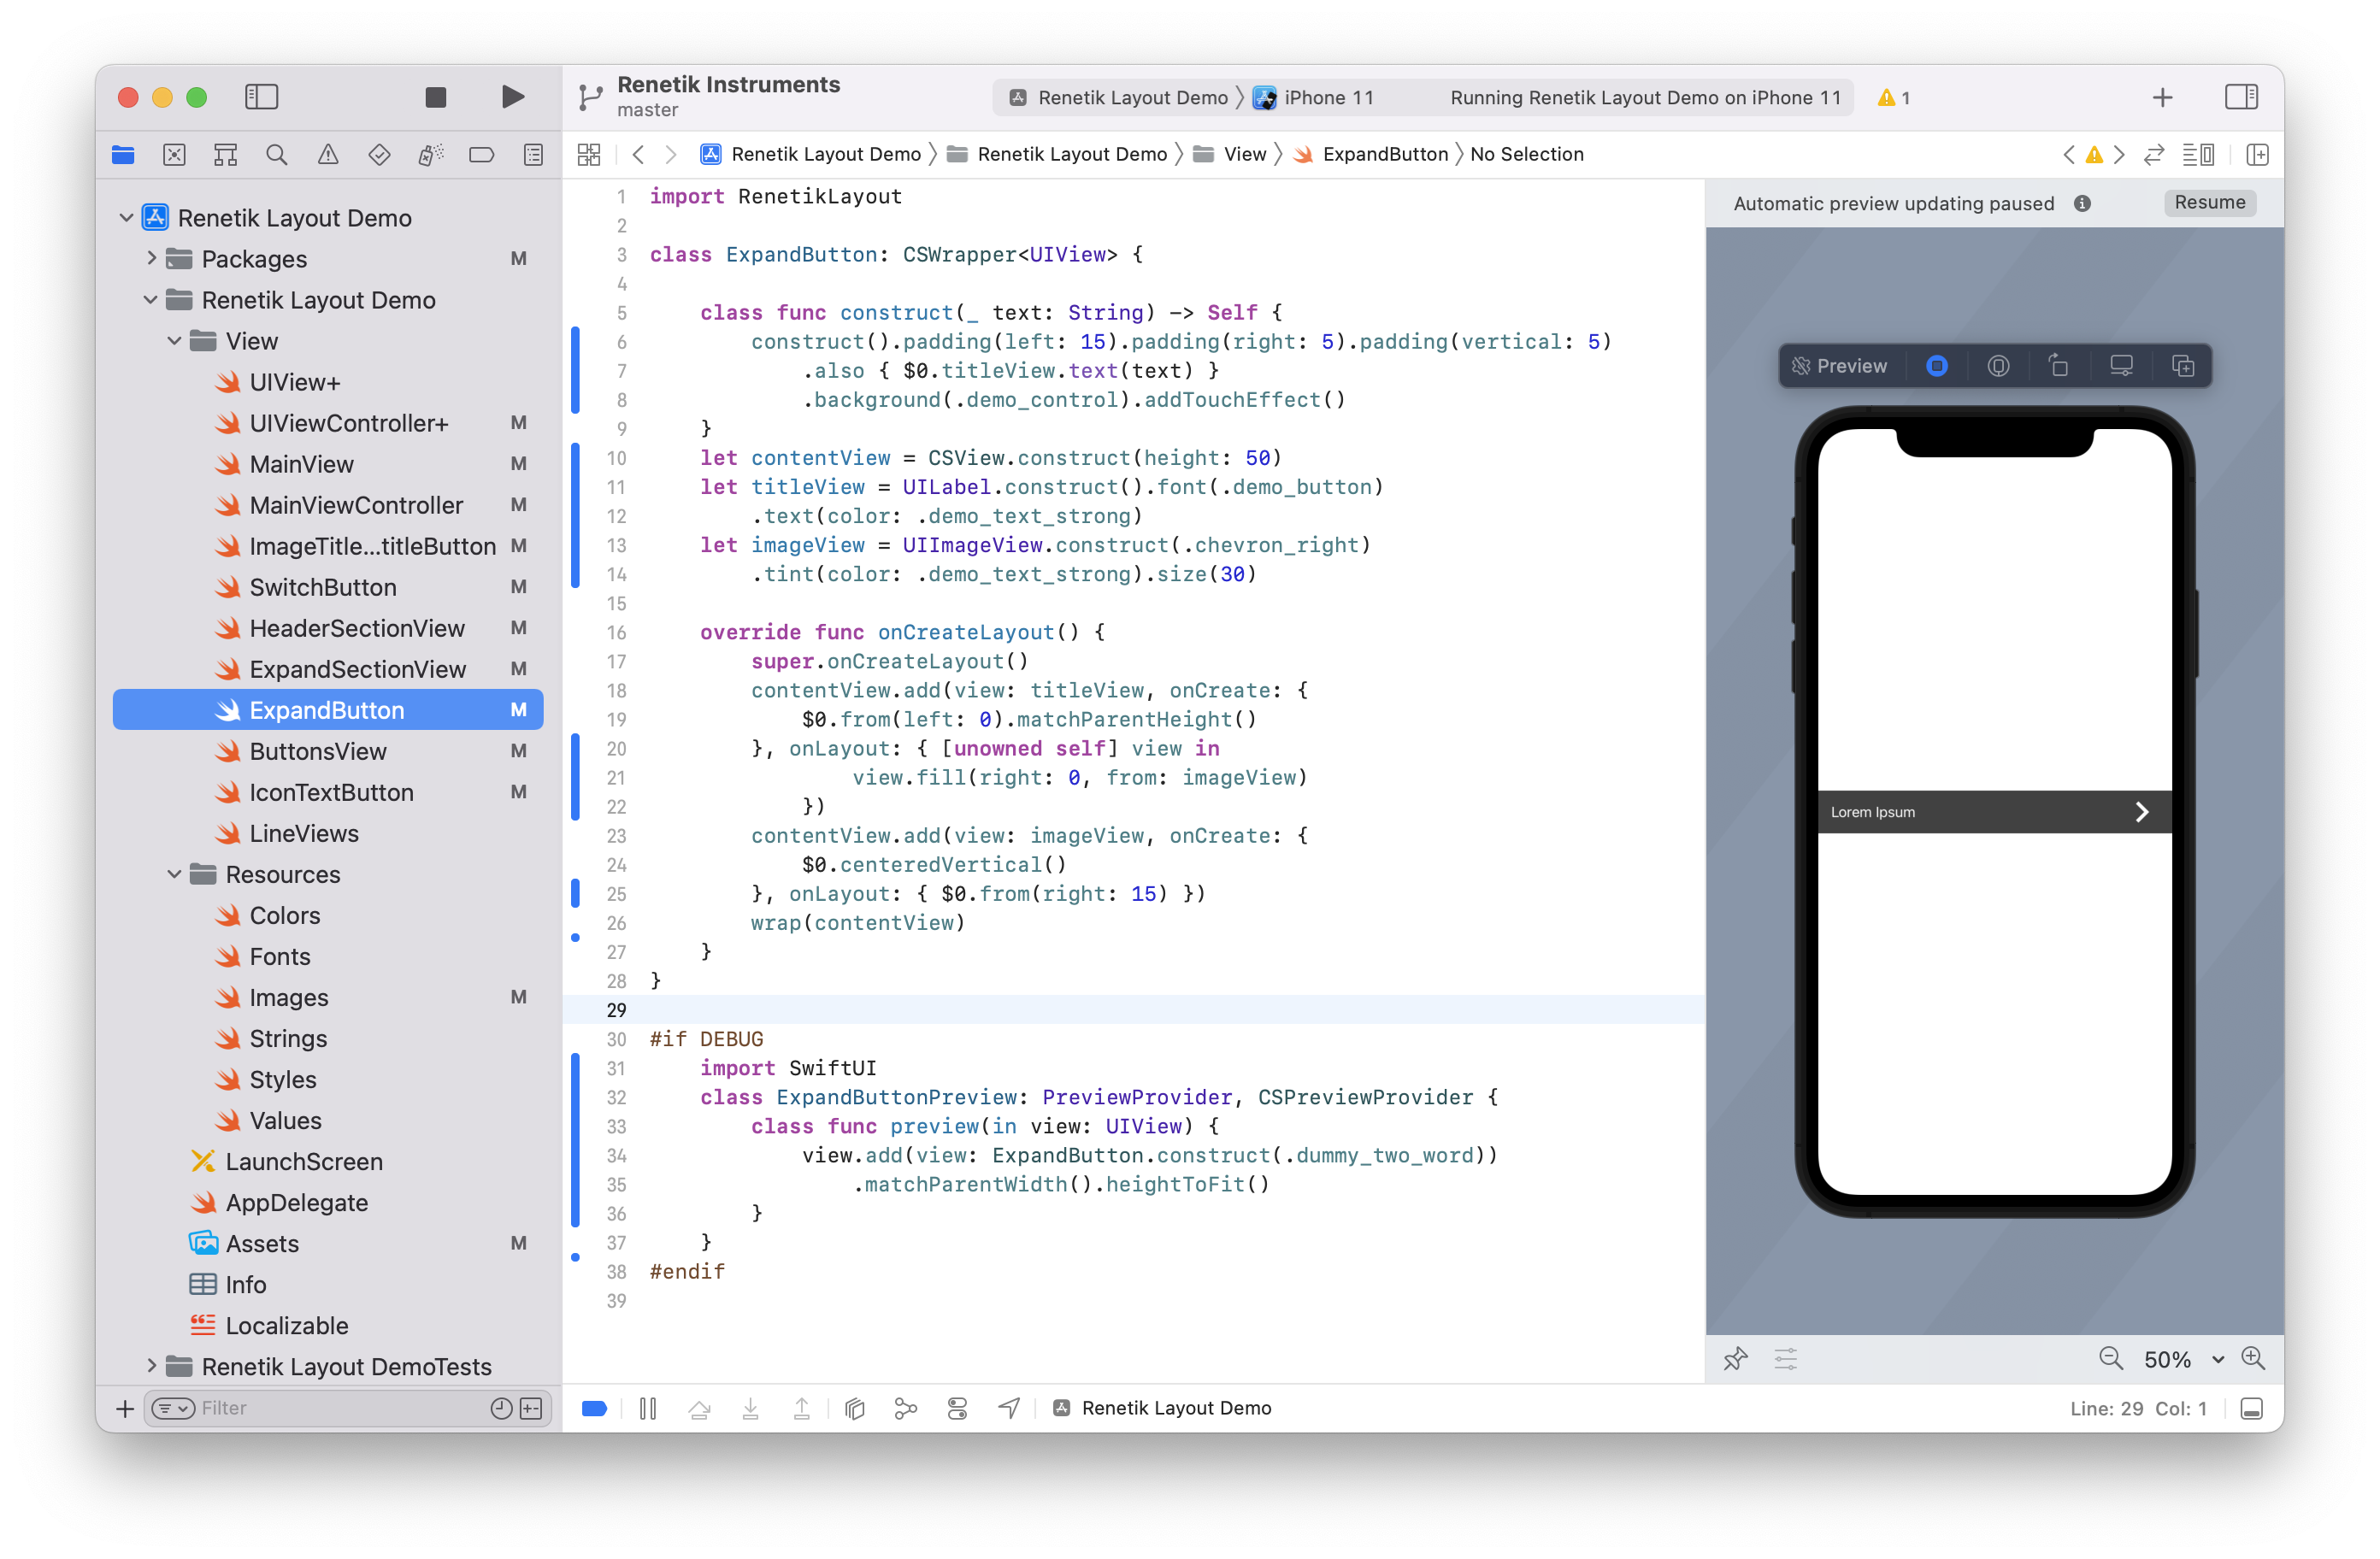 Renetik Instruments
master
Renetik Layout Demo
iPhone 11
Running Renetik Layout Demo on iPhone 11
1
Renetik Layout Demo
Renetik Layout Demo
View
ExpandButton
No Selection
Renetik Layout Demo
Packages M
Renetik Layout Demo
View
UIView+
UIViewController+ M
MainView M
MainViewController M
ImageTitle...titleButton M
SwitchButton M
HeaderSectionView M
ExpandSectionView M
ExpandButton M
ButtonsView M
IconTextButton M
LineViews
Resources
Colors
Fonts
Images M
Strings
Styles
Values
LaunchScreen
AppDelegate
Assets M
Info
Localizable
Renetik Layout DemoTests
Filter
1 import RenetikLayout
2
3 class ExpandButton: CSWrapper<UIView> {
4
5 class func construct(_ text: String) -> Self {
6 construct().padding(left: 15).padding(right: 5).padding(vertical: 5)
7 .also { $0.titleView.text(text) }
8 .background(.demo_control).addTouchEffect()
9 }
10 let contentView = CSView.construct(height: 50)
11 let titleView = UILabel.construct().font(.demo_button)
12 .text(color: .demo_text_strong)
13 let imageView = UIImageView.construct(.chevron_right)
14 .tint(color: .demo_text_strong).size(30)
15
16 override func onCreateLayout() {
17 super.onCreateLayout()
18 contentView.add(view: titleView, onCreate: {
19 $0.from(left: 0).matchParentHeight()
20 }, onLayout: { [unowned self] view in
21 view.fill(right: 0, from: imageView)
22 })
23 contentView.add(view: imageView, onCreate: {
24 $0.centeredVertical()
25 }, onLayout: { $0.from(right: 15) })
26 wrap(contentView)
27 }
28 }
29
30 #if DEBUG
31 import SwiftUI
32 class ExpandButtonPreview: PreviewProvider, CSPreviewProvider {
33 class func preview(in view: UIView) {
34 view.add(view: ExpandButton.construct(.dummy_two_word))
35 .matchParentWidth().heightToFit()
36 }
37 }
38 #endif
39
Automatic preview updating paused
Resume
Preview
Lorem Ipsum
50%
Renetik Layout Demo
Line: 29 Col: 1